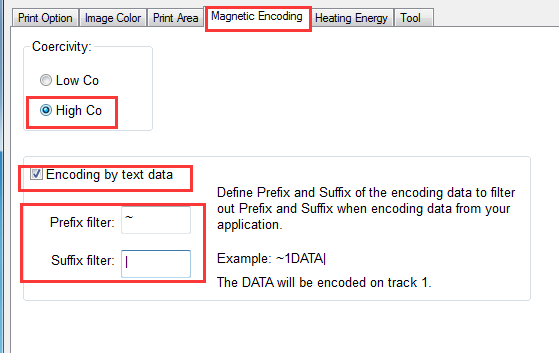 Print Option Image Color Print Area Magnetic Encoding Heating Energy Tool
Coercivity:
Low Co
High Co
Encoding by text data
Prefix filter: ~
Suffix filter: |
Define Prefix and Suffix of the encoding data to filter
out Prefix and Suffix when encoding data from your
application.
Example: ~1DATA|
The DATA will be encoded on track 1.